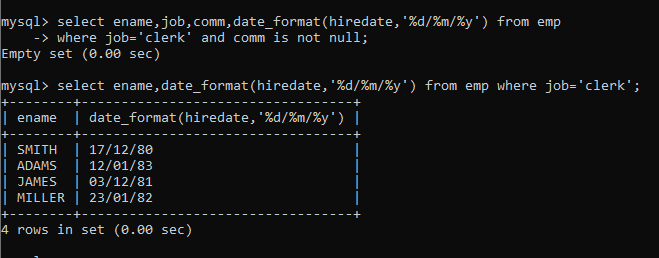 mysql> select ename,job,comm,date_format(hiredate,'%d/%m/%y') from emp
    -> where job='clerk' and comm is not null;
Empty set (0.00 sec)
mysql> select ename,date_format(hiredate,'%d/%m/%y') from emp where job='clerk';
+--------+----------------------------------+
| ename  | date_format(hiredate,'%d/%m/%y') |
+--------+----------------------------------+
| SMITH  | 17/12/80                         |
| ADAMS  | 12/01/83                         |
| JAMES  | 03/12/81                         |
| MILLER | 23/01/82                         |
+--------+----------------------------------+
4 rows in set (0.00 sec)